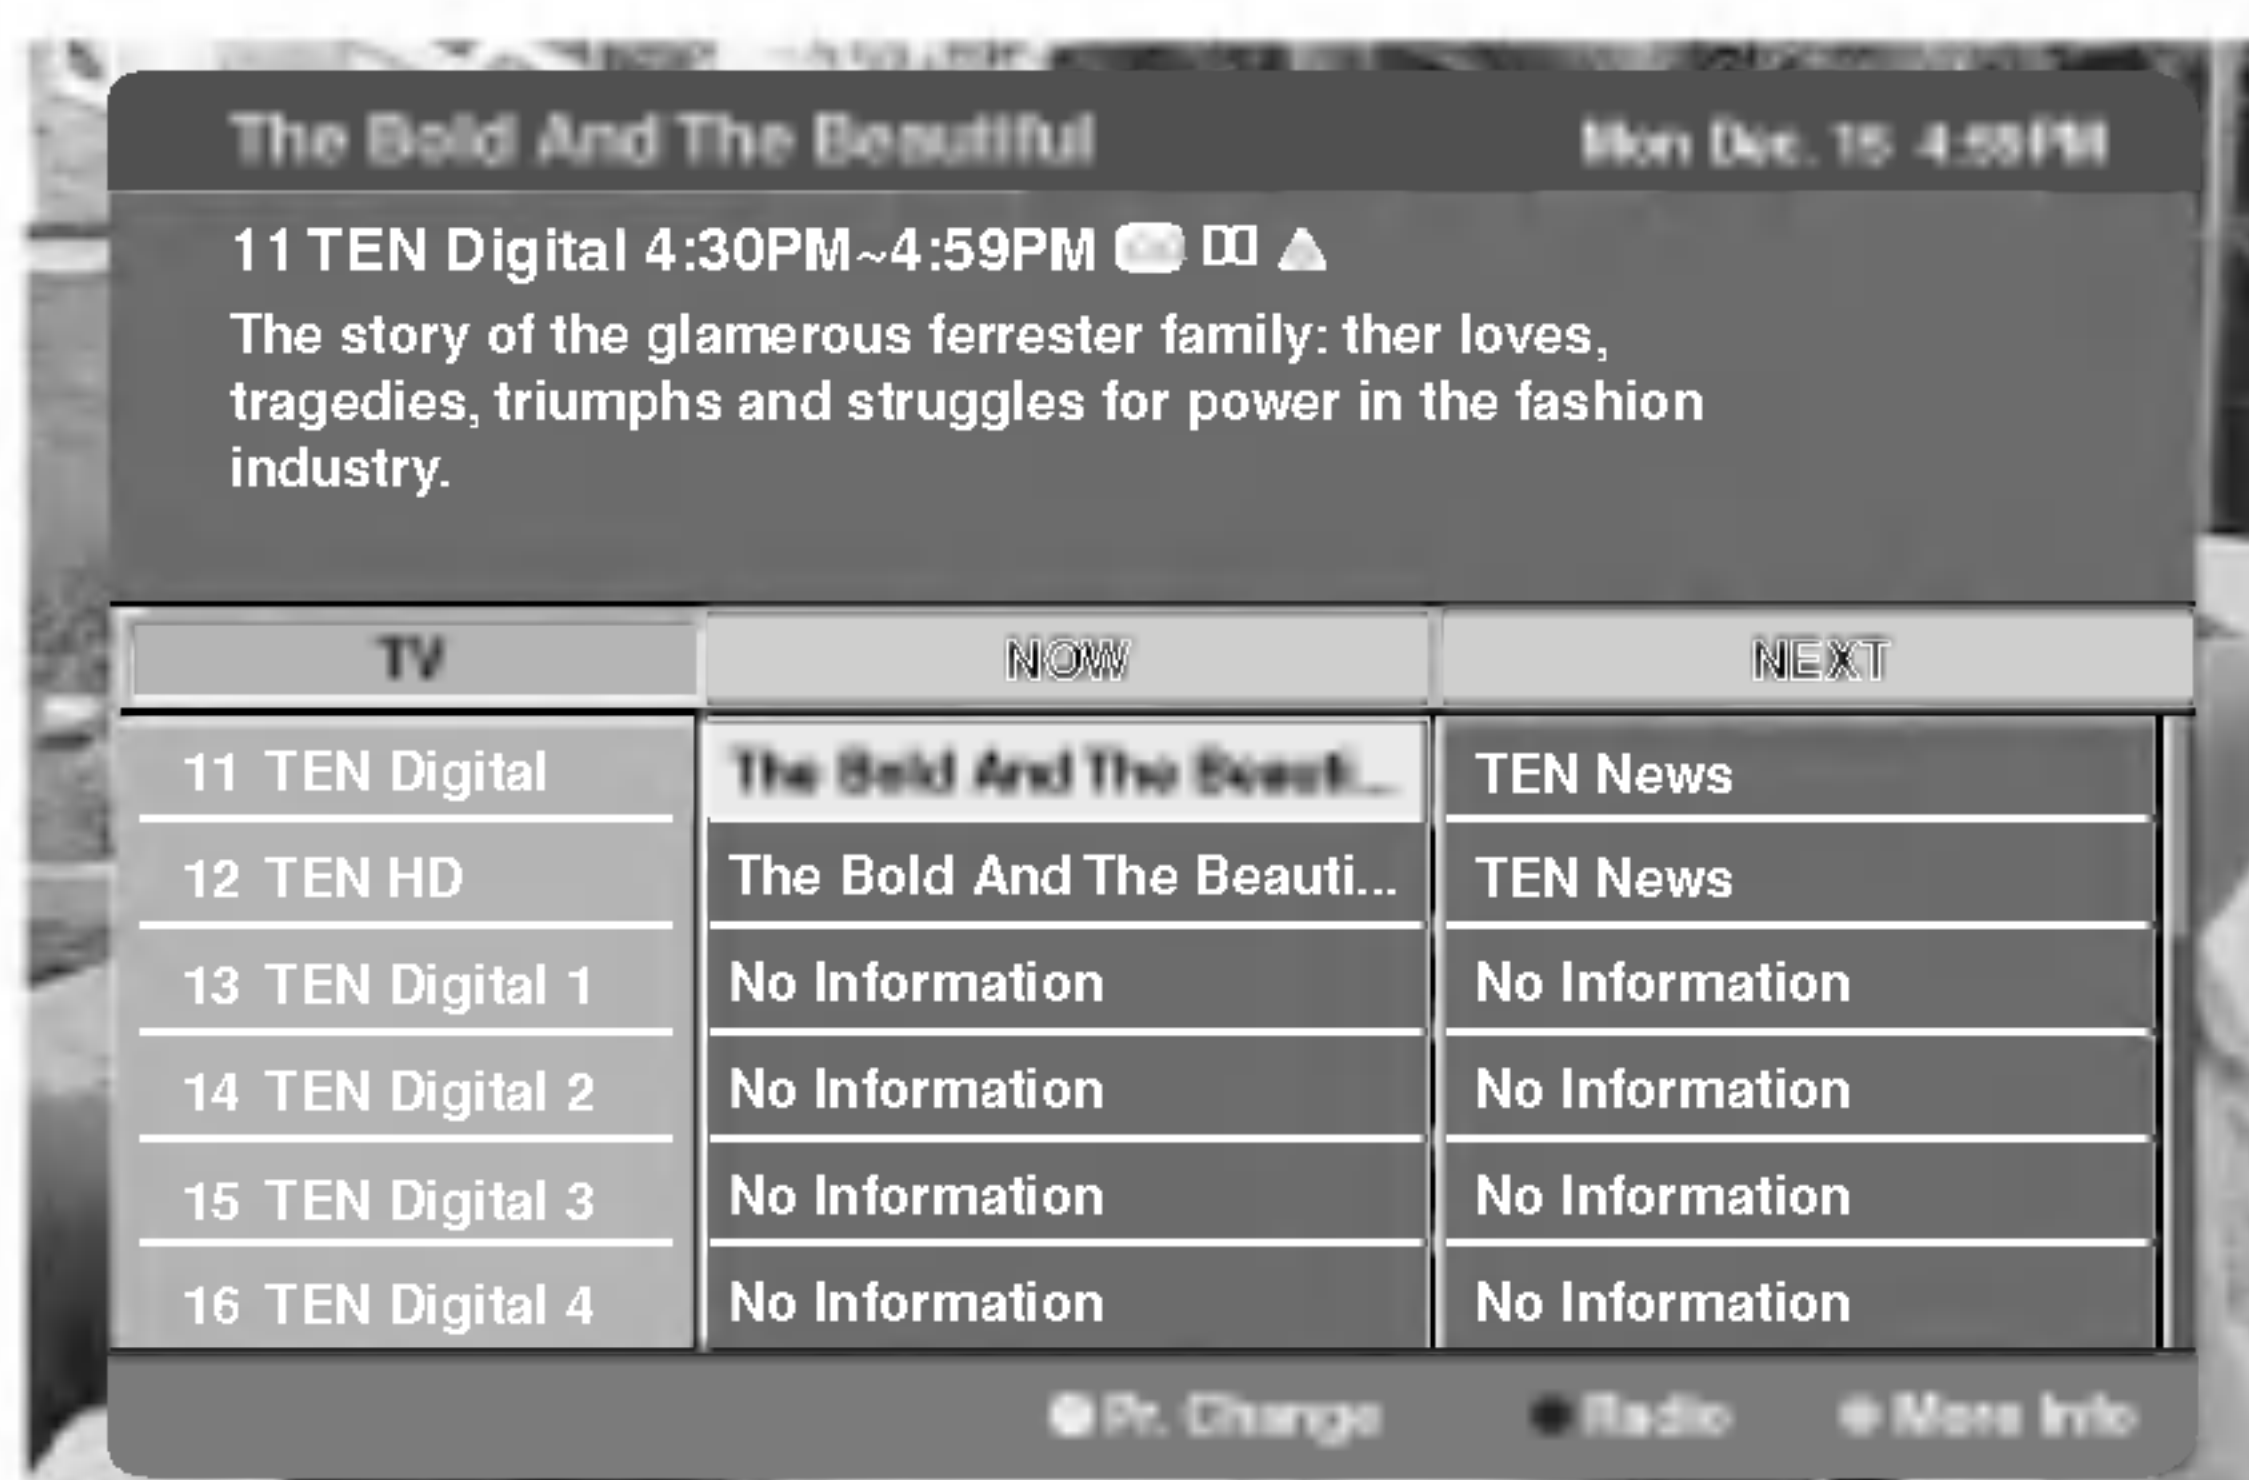 The Bold And The Beautiful
Mon Dec. 15
11 TEN Digital 4:30PM~4:59PM
The story of the glamerous ferrester family: ther loves,
tragedies, triumphs and struggles for power in the fashion
industry.
TV NOW NEXT
11 TEN Digital The Bold And The Beauti... TEN News
12 TEN HD The Bold And The Beauti... TEN News
13 TEN Digital 1 No Information No Information
14 TEN Digital 2 No Information No Information
15 TEN Digital 3 No Information No Information
16 TEN Digital 4 No Information No Information
Pr. Change Radio More Info